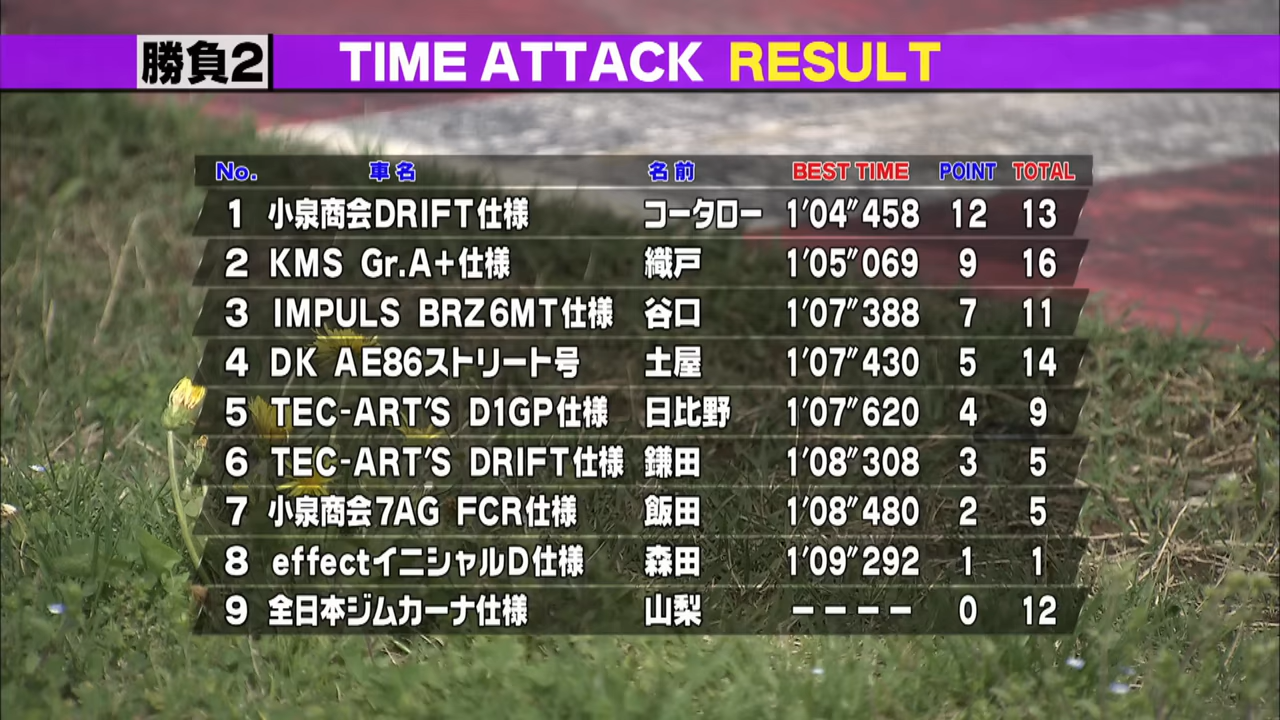 勝負2 TIME ATTACK RESULT
No. 車名 名前 BEST TIME POINT TOTAL
1 小泉商会DRIFT仕様 コータロー 1'04"458 12 13
2 KMS Gr.A+仕様 織戸 1'05"069 9 16
3 IMPULS BRZ6MT仕様 谷口 1'07"388 7 11
4 DK AE86ストリート号 土屋 1'07"430 5 14
5 TEC-ART'S D1GP仕様 日比野 1'07"620 4 9
6 TEC-ART'S DRIFT仕様 鎌田 1'08"308 3 5
7 小泉商会7AG FCR仕様 飯田 1'08"480 2 5
8 effectイニシャルD仕様 森田 1'09"292 1 1
9 全日本ジムカーナ仕様 山梨 ---- 0 12